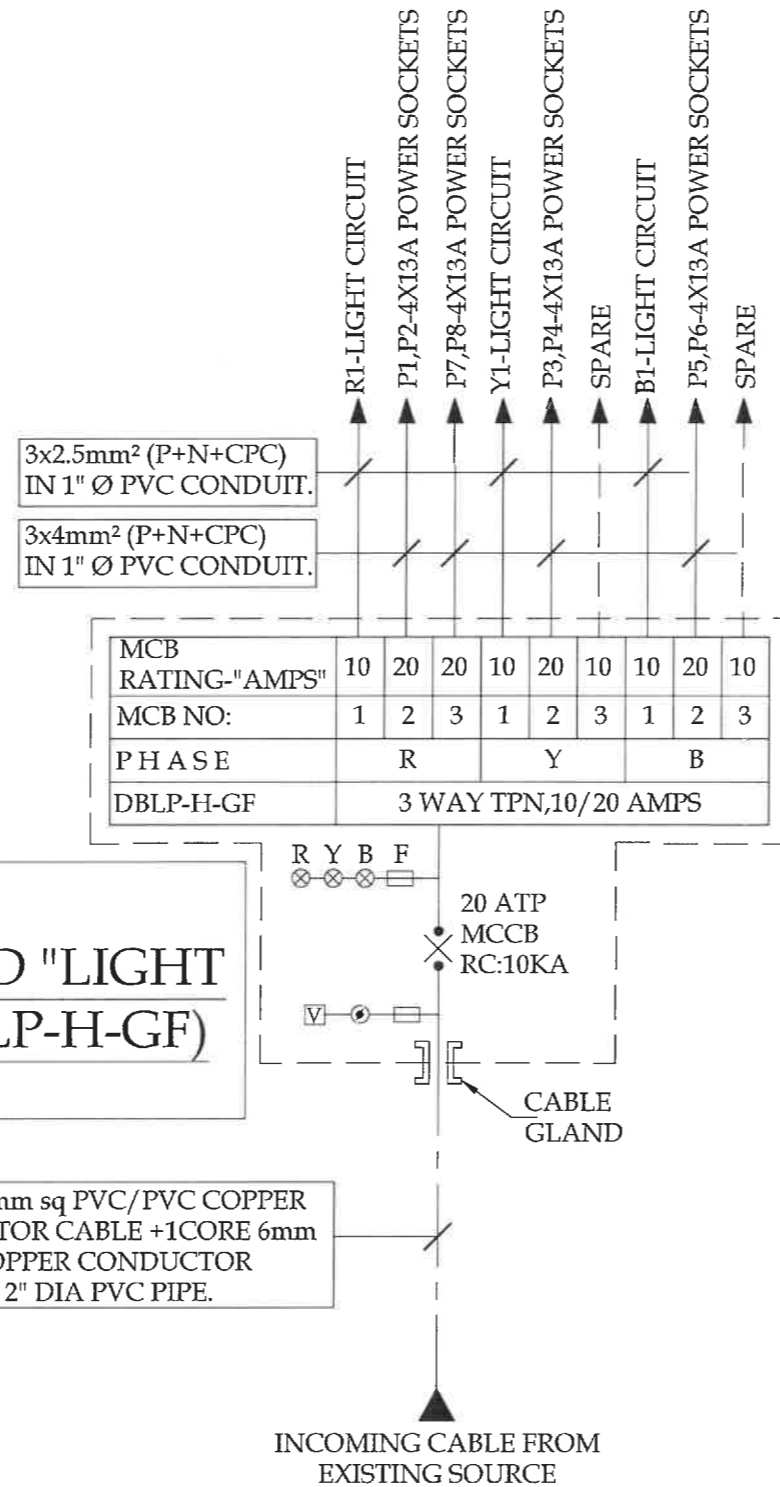 R1-LIGHT CIRCUIT
P1,P2-4X13A POWER SOCKETS
P7,P8-4X13A POWER SOCKETS
Y1-LIGHT CIRCUIT
P3,P4-4X13A POWER SOCKETS
SPARE
B1-LIGHT CIRCUIT
P5,P6-4X13A POWER SOCKETS
SPARE
3x2.5mm² (P+N+CPC)
IN 1" Ø PVC CONDUIT.
3x4mm² (P+N+CPC)
IN 1" Ø PVC CONDUIT.
MCB
RATING-"AMPS" 10 20 20 10 20 10 10 20 10
MCB NO: 1 2 3 1 2 3 1 2 3
PHASE R Y B
DBLP-H-GF 3 WAY TPN,10/20 AMPS
R Y B F
20 ATP
MCCB
RC:10KA
V
D "LIGHT
LP-H-GF)
CABLE
GLAND
mm sq PVC/PVC COPPER
TOR CABLE +1CORE 6mm
OPPER CONDUCTOR
2" DIA PVC PIPE.
INCOMING CABLE FROM
EXISTING SOURCE